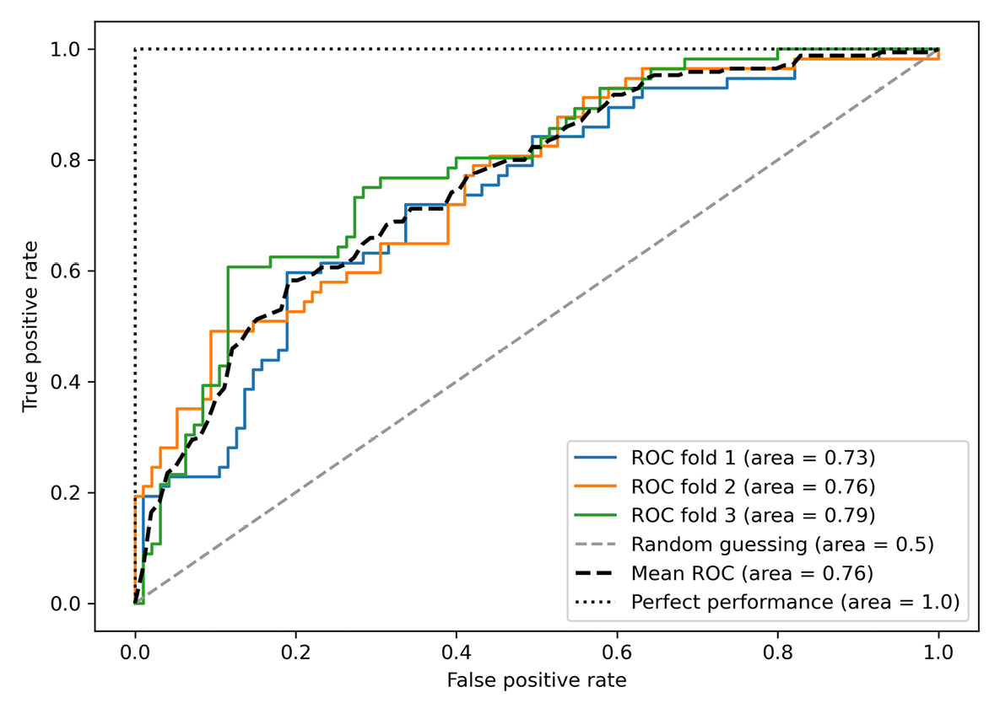 True positive rate
1.0
0.8
0.6
0.4
0.2
0.0
ROC fold 1 (area = 0.73)
ROC fold 2 (area = 0.76)
ROC fold 3 (area = 0.79)
Random guessing (area = 0.5)
Mean ROC (area = 0.76)
Perfect performance (area = 1.0)
0.0 0.2 0.4 0.6 0.8 1.0
False positive rate